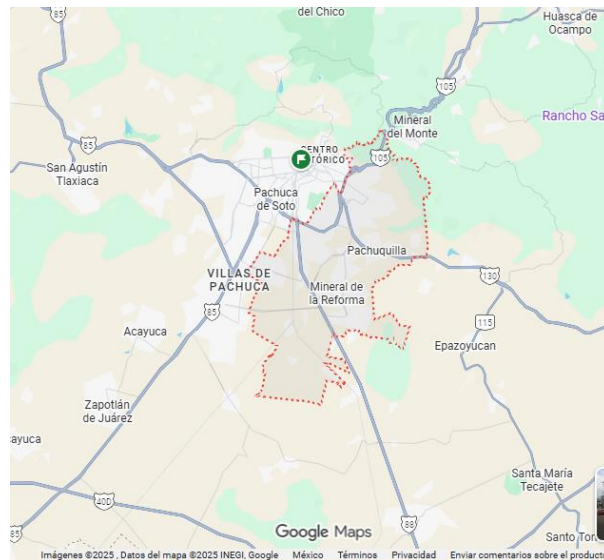 85
del Chico
Huasca de
Ocampo
105
Mineral
del Monte
Rancho Sa
CENTRO
85
105
San Agustín
Tlaxiaca
Pachuca
de Soto
Pachuquilla
VILLAS DE
PACHUCA
130
Mineral de
la Reforma
85
115
Acayuca
Epazoyucan
Zapotlán
de Juárez
ayuca
Santa María
Tecajete
40D
88
85
Santo Tor
Google Maps
Imágenes ©2025 , Datos del mapa ©2025 INEGI, Google México Términos Privacidad Enviar comentarios sobre el product